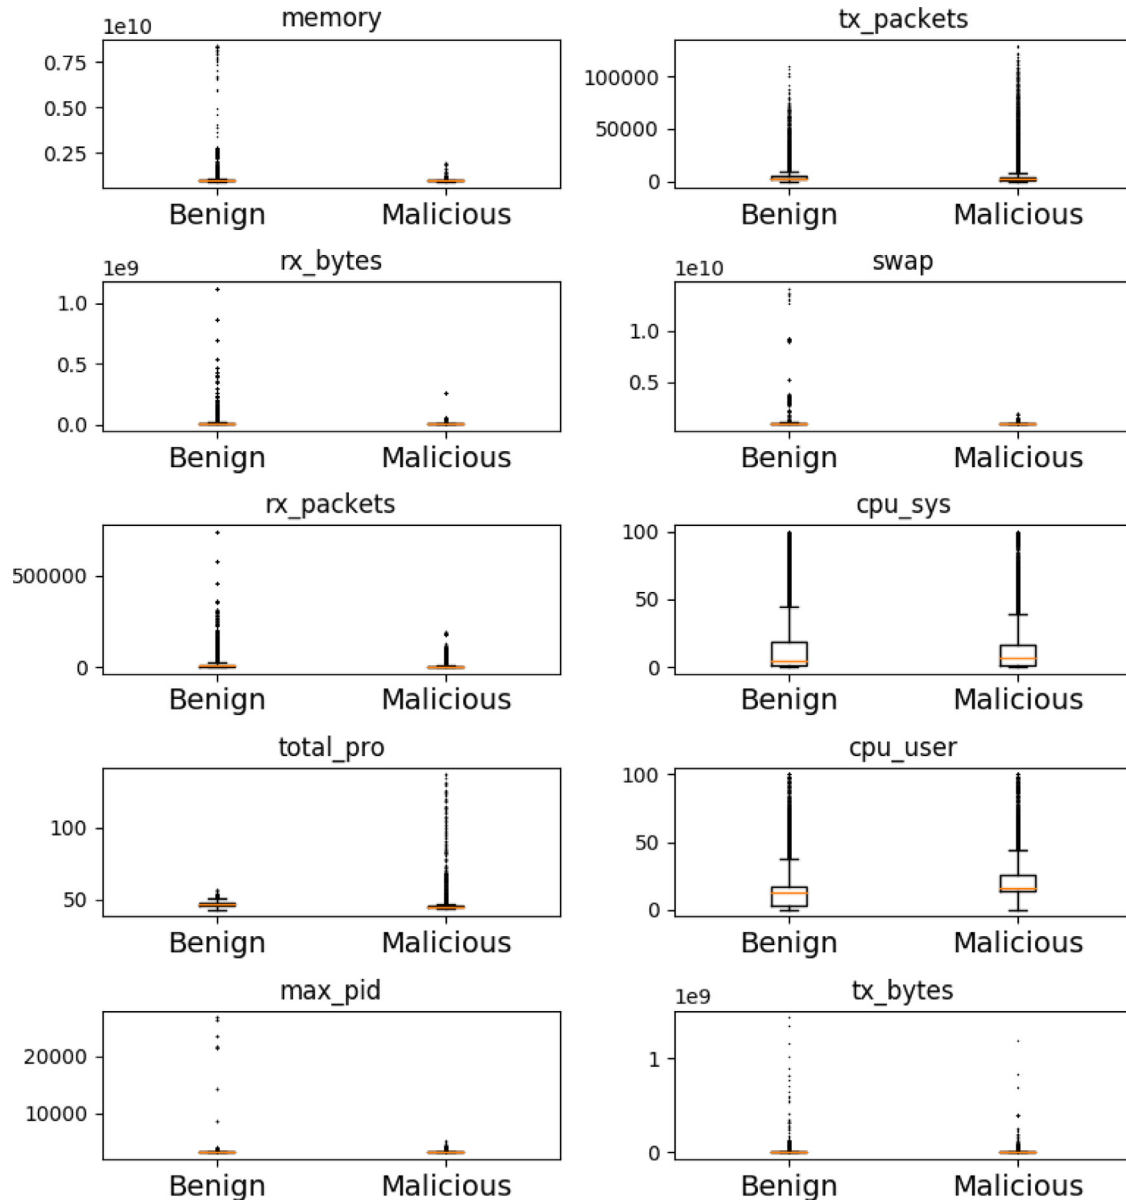 memory
1e10
0.75
0.50
0.25
Benign Malicious
tx_packets
100000
50000
0
Benign Malicious
rx_bytes
1e9
1.0
0.5
0.0
Benign Malicious
swap
1e10
1.0
0.5
Benign Malicious
rx_packets
500000
0
Benign Malicious
cpu_sys
100
50
0
Benign Malicious
total_pro
100
50
Benign Malicious
cpu_user
100
50
0
Benign Malicious
max_pid
20000
10000
Benign Malicious
tx_bytes
1e9
1
0
Benign Malicious